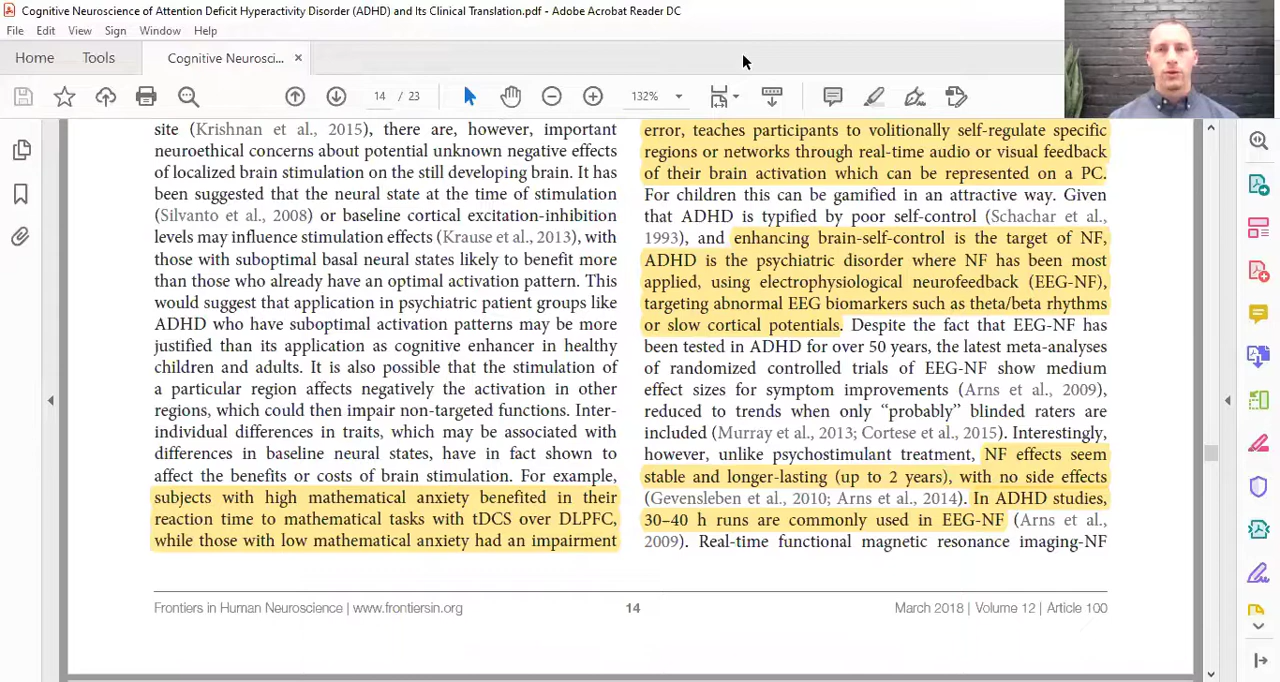 Cognitive Neuroscience of Attention Deficit Hyperactivity Disorder (ADHD) and Its Clinical Translation.pdf - Adobe Acrobat Reader DC
File Edit View Sign Window Help
Home Tools Cognitive Neurosci... ×
14 / 23 132%
site (Krishnan et al., 2015), there are, however, important
neuroethical concerns about potential unknown negative effects
of localized brain stimulation on the still developing brain. It has
been suggested that the neural state at the time of stimulation
(Silvanto et al., 2008) or baseline cortical excitation-inhibition
levels may influence stimulation effects (Krause et al., 2013), with
those with suboptimal basal neural states likely to benefit more
than those who already have an optimal activation pattern. This
would suggest that application in psychiatric patient groups like
ADHD who have suboptimal activation patterns may be more
justified than its application as cognitive enhancer in healthy
children and adults. It is also possible that the stimulation of
a particular region affects negatively the activation in other
regions, which could then impair non-targeted functions. Inter-
individual differences in traits, which may be associated with
differences in baseline neural states, have in fact shown to
affect the benefits or costs of brain stimulation. For example,
subjects with high mathematical anxiety benefited in their
reaction time to mathematical tasks with tDCS over DLPFC,
while those with low mathematical anxiety had an impairment
error, teaches participants to volitionally self-regulate specific
regions or networks through real-time audio or visual feedback
of their brain activation which can be represented on a PC.
For children this can be gamified in an attractive way. Given
that ADHD is typified by poor self-control (Schachar et al.,
1993), and enhancing brain-self-control is the target of NF,
ADHD is the psychiatric disorder where NF has been most
applied, using electrophysiological neurofeedback (EEG-NF),
targeting abnormal EEG biomarkers such as theta/beta rhythms
or slow cortical potentials. Despite the fact that EEG-NF has
been tested in ADHD for over 50 years, the latest meta-analyses
of randomized controlled trials of EEG-NF show medium
effect sizes for symptom improvements (Arns et al., 2009),
reduced to trends when only “probably” blinded raters are
included (Murray et al., 2013; Cortese et al., 2015). Interestingly,
however, unlike psychostimulant treatment, NF effects seem
stable and longer-lasting (up to 2 years), with no side effects
(Gevensleben et al., 2010; Arns et al., 2014). In ADHD studies,
30–40 h runs are commonly used in EEG-NF (Arns et al.,
2009). Real-time functional magnetic resonance imaging-NF
Frontiers in Human Neuroscience | www.frontiersin.org 14 March 2018 | Volume 12 | Article 100